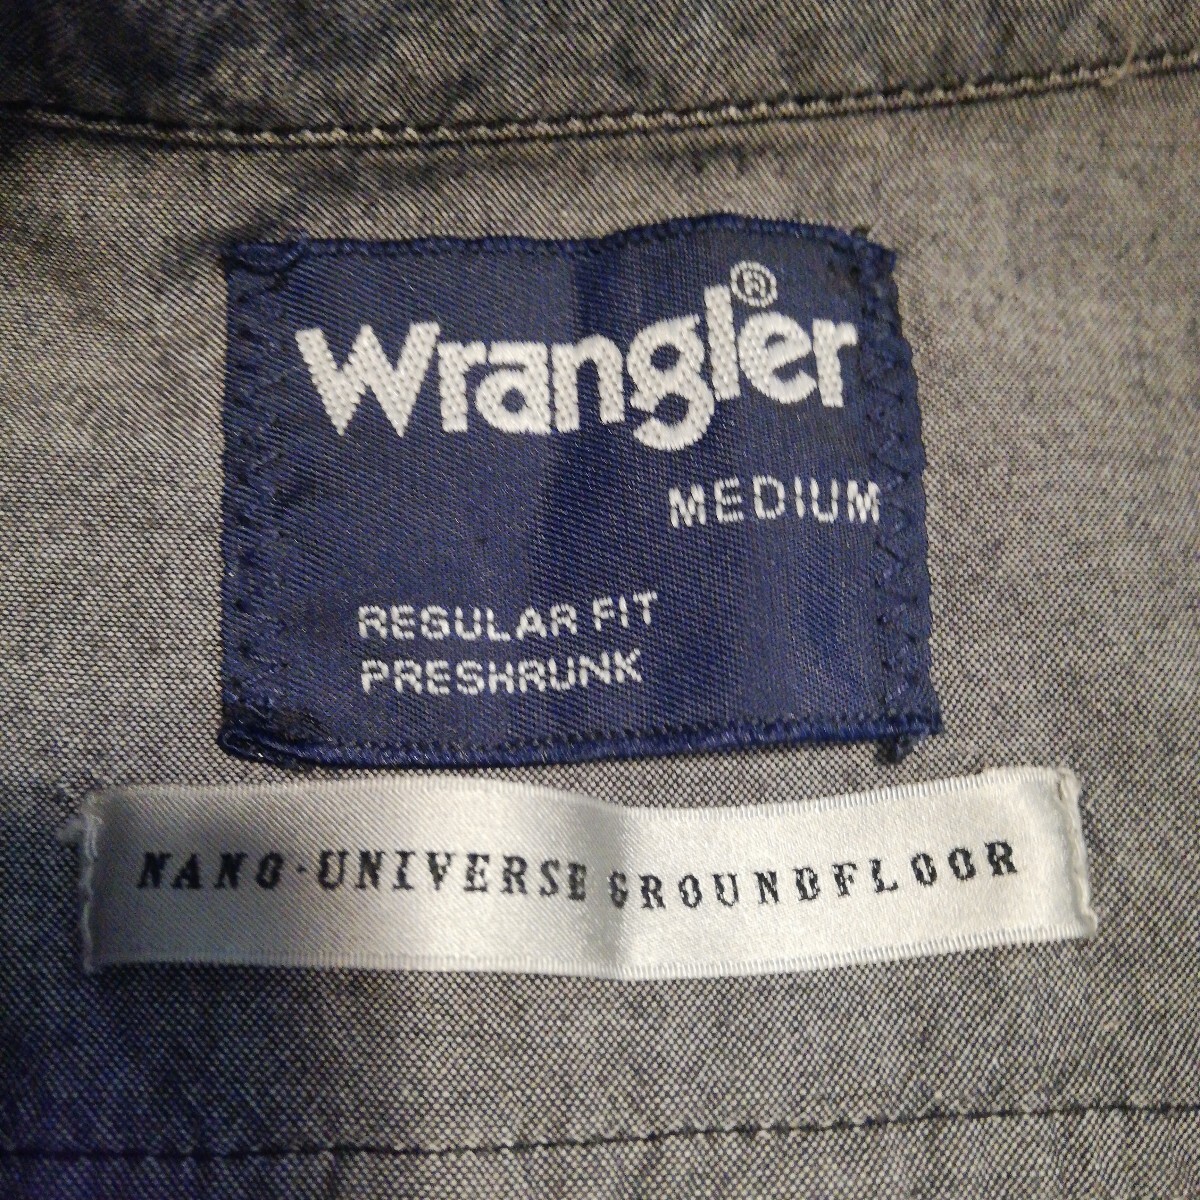 Wrangler®
MEDIUM
REGULAR FIT
PRESHRUNK
NANO·UNIVERSE GROUNDFLOOR